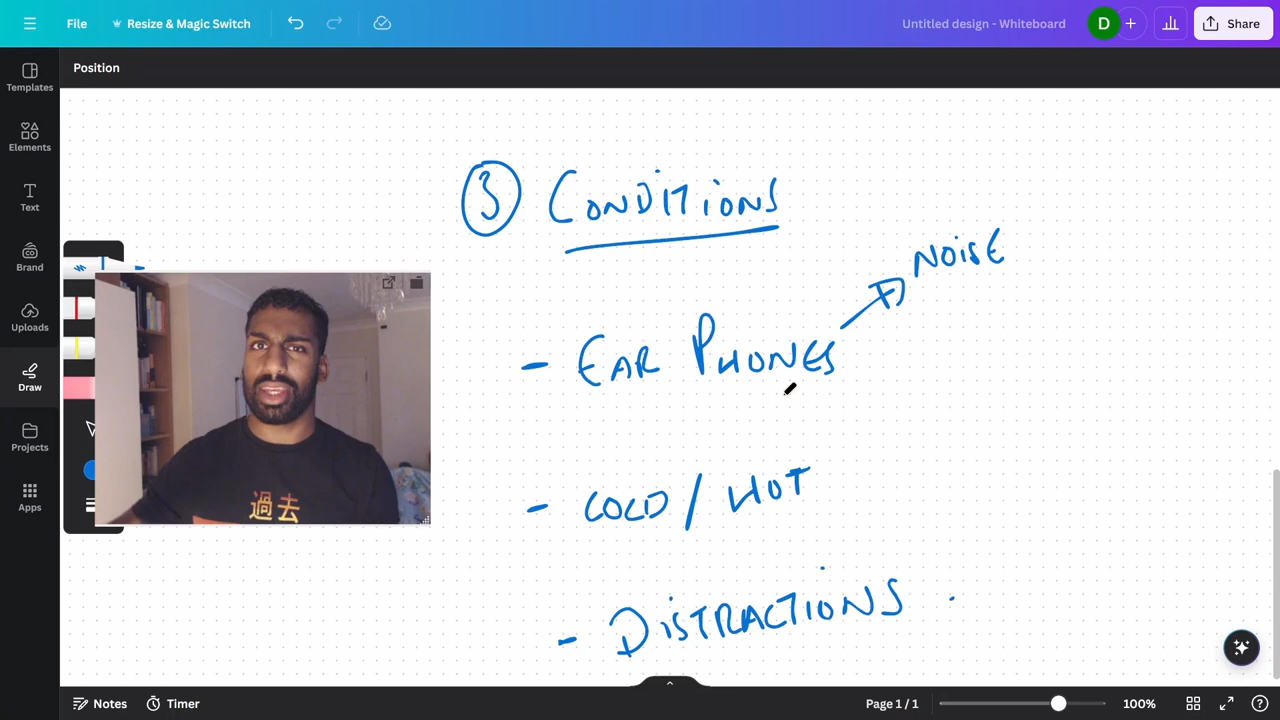 File
Resize & Magic Switch
Untitled design - Whiteboard
D
+
Share
Position
Templates
Elements
Text
Brand
Uploads
Draw
Projects
Apps
3 CONDITIONS
NOISE
- EAR PHONES
- COLD / HOT
- DISTRACTIONS
過去
Notes
Timer
Page 1 / 1
100%